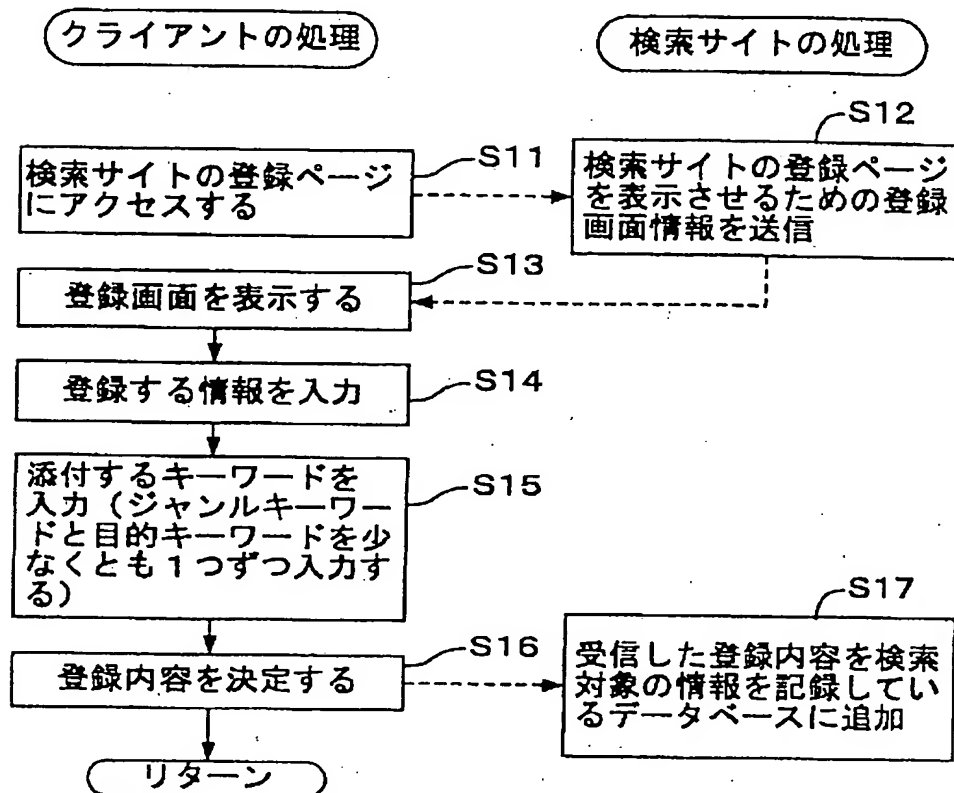 クライアントの処理
検索サイトの処理
S11
検索サイトの登録ページ
にアクセスする
S12
検索サイトの登録ページ
を表示させるための登録
画面情報を送信
S13
登録画面を表示する
S14
登録する情報を入力
S15
添付するキーワードを
入力（ジャンルキーワー
ドと目的キーワードを少
なくとも１つずつ入力す
る）
S16
登録内容を決定する
S17
受信した登録内容を検索
対象の情報を記録してい
るデータベースに追加
リターン